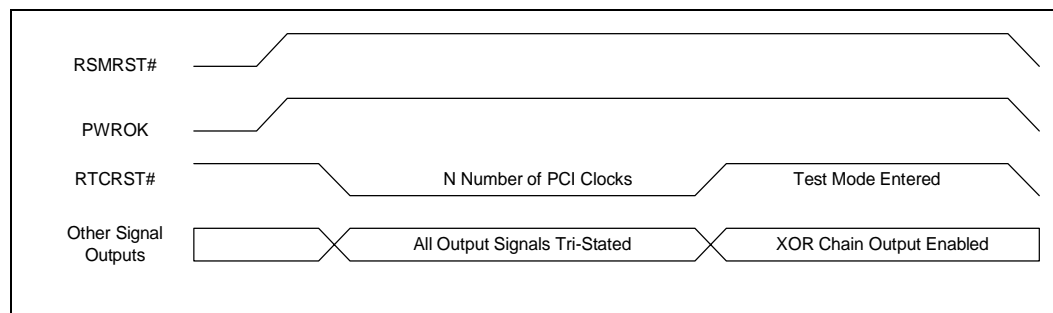 RSMRST#
PWROK
RTCRST#
N Number of PCI Clocks
Test Mode Entered
Other Signal
Outputs
All Output Signals Tri-Stated
XOR Chain Output Enabled